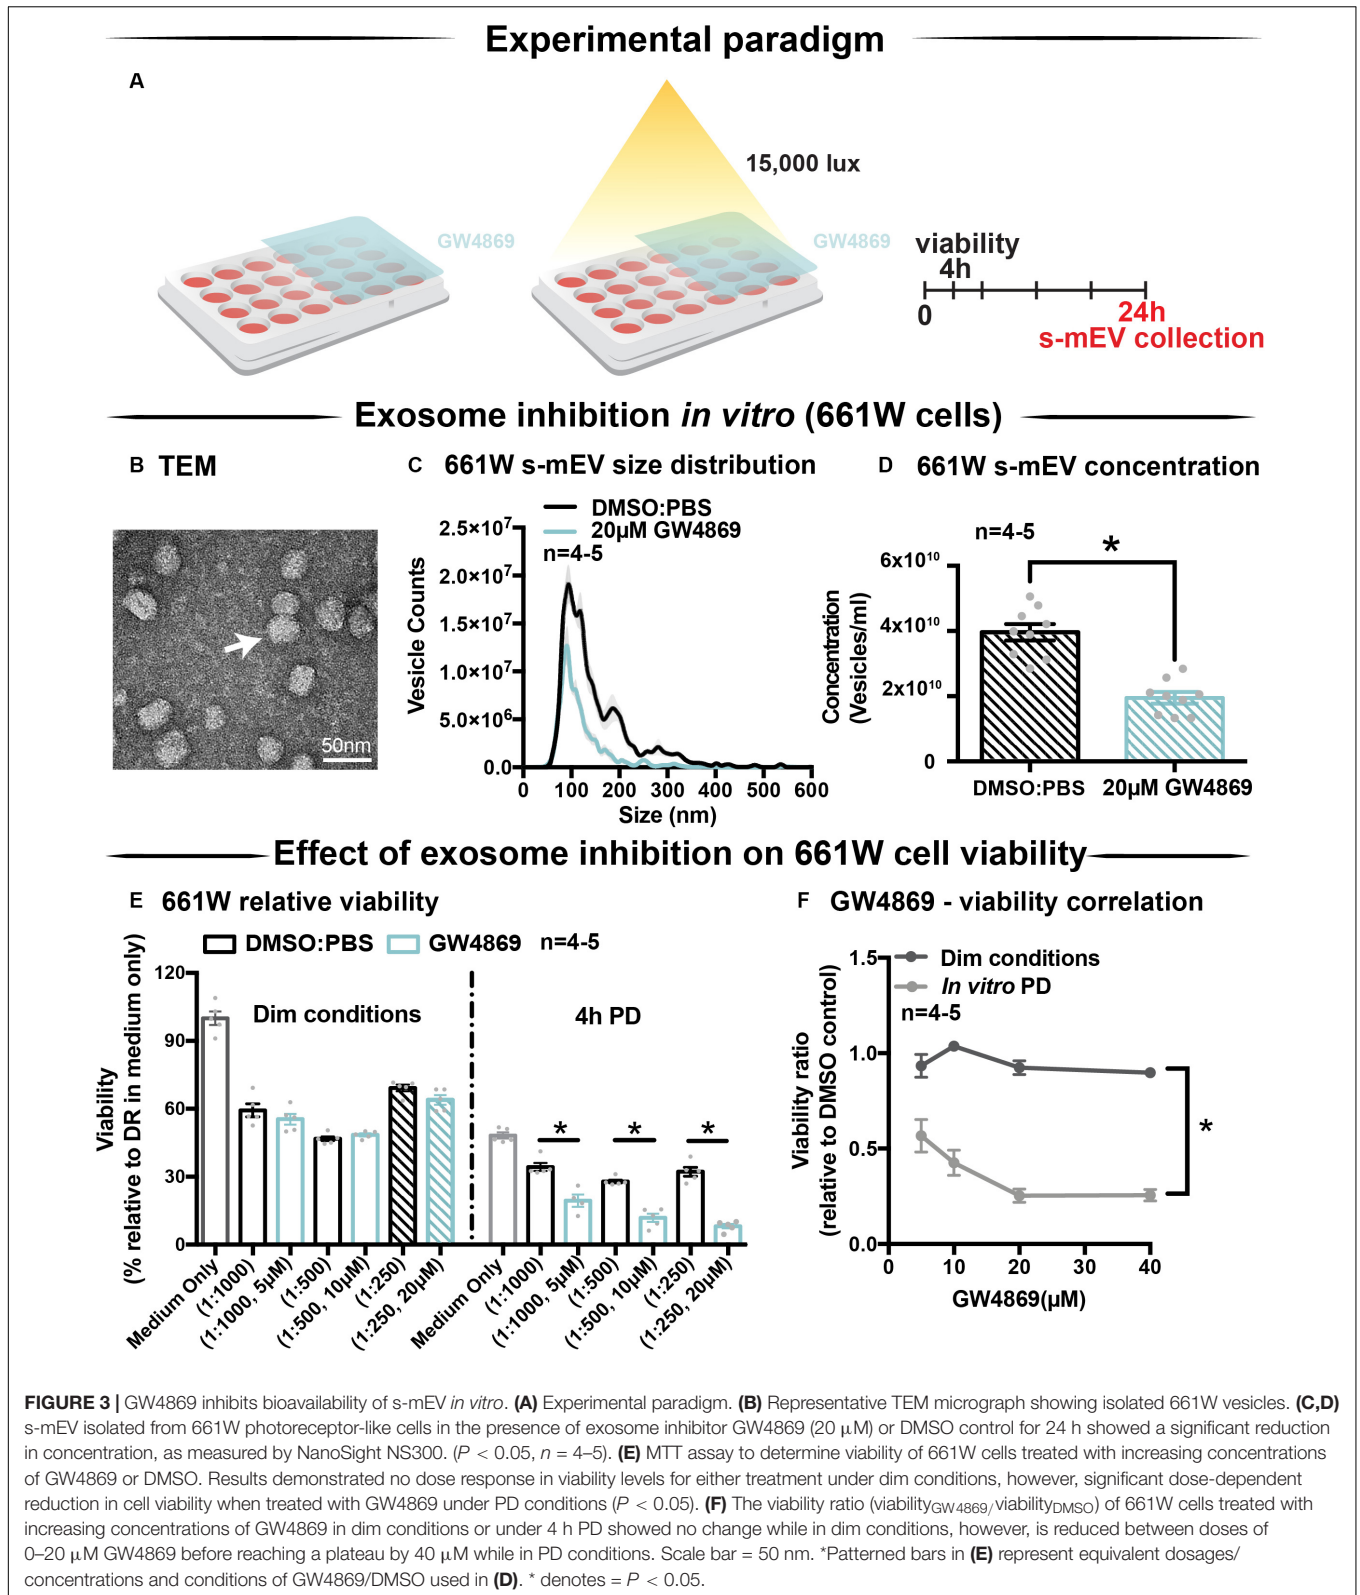 Experimental paradigm
A
15,000 lux
GW4869
GW4869
viability
4h
0
24h
s-mEV collection
Exosome inhibition in vitro (661W cells)
B TEM
50nm
C 661W s-mEV size distribution
DMSO:PBS
20µM GW4869
n=4-5
Vesicle Counts
2.5×10⁷
2.0×10⁷
1.5×10⁷
1.0×10⁷
5.0×10⁶
0.0
0 100 200 300 400 500 600
Size (nm)
D 661W s-mEV concentration
n=4-5
*
Concentration
(Vesicles/ml)
6x10¹⁰
4x10¹⁰
2x10¹⁰
0
DMSO:PBS 20µM GW4869
Effect of exosome inhibition on 661W cell viability
E 661W relative viability
DMSO:PBS GW4869 n=4-5
Viability
(% relative to DR in medium only)
120
90
60
30
0
Dim conditions
4h PD
* * *
Medium Only
(1:1000)
(1:1000, 5µM)
(1:500)
(1:500, 10µM)
(1:250)
(1:250, 20µM)
Medium Only
(1:1000)
(1:1000, 5µM)
(1:500)
(1:500, 10µM)
(1:250)
(1:250, 20µM)
F GW4869 - viability correlation
Dim conditions
In vitro PD
n=4-5
Viability ratio
(relative to DMSO control)
1.5
1.0
0.5
0.0
*
0 10 20 30 40
GW4869(µM)
FIGURE 3 | GW4869 inhibits bioavailability of s-mEV in vitro. (A) Experimental paradigm. (B) Representative TEM micrograph showing isolated 661W vesicles. (C,D)
s-mEV isolated from 661W photoreceptor-like cells in the presence of exosome inhibitor GW4869 (20 µM) or DMSO control for 24 h showed a significant reduction
in concentration, as measured by NanoSight NS300. (P < 0.05, n = 4–5). (E) MTT assay to determine viability of 661W cells treated with increasing concentrations
of GW4869 or DMSO. Results demonstrated no dose response in viability levels for either treatment under dim conditions, however, significant dose-dependent
reduction in cell viability when treated with GW4869 under PD conditions (P < 0.05). (F) The viability ratio (viabilityGW4869/viabilityDMSO) of 661W cells treated with
increasing concentrations of GW4869 in dim conditions or under 4 h PD showed no change while in dim conditions, however, is reduced between doses of
0–20 µM GW4869 before reaching a plateau by 40 µM while in PD conditions. Scale bar = 50 nm. *Patterned bars in (E) represent equivalent dosages/
concentrations and conditions of GW4869/DMSO used in (D). * denotes = P < 0.05.